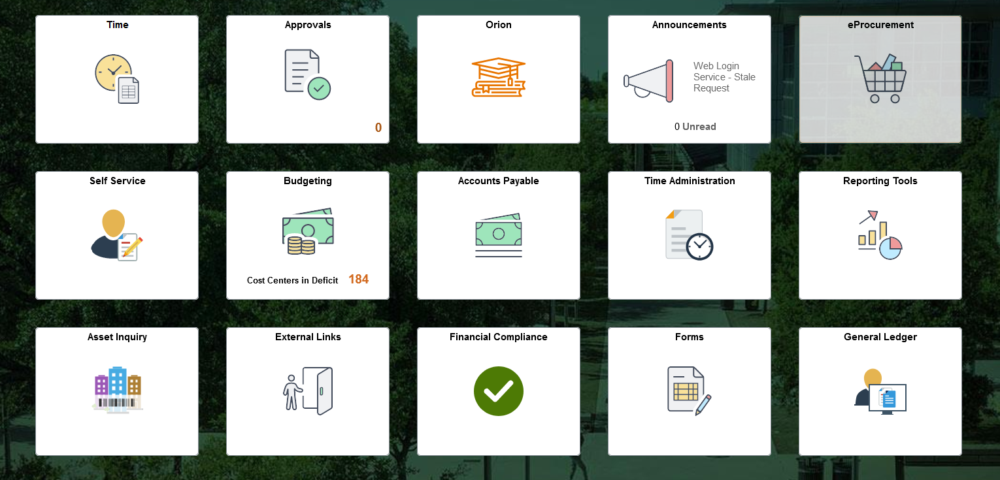 Time
Approvals
0
Orion
Announcements
Web Login
Service - Stale
Request
0 Unread
eProcurement
Self Service
Budgeting
Cost Centers in Deficit 184
Accounts Payable
Time Administration
Reporting Tools
Asset Inquiry
External Links
Financial Compliance
Forms
General Ledger